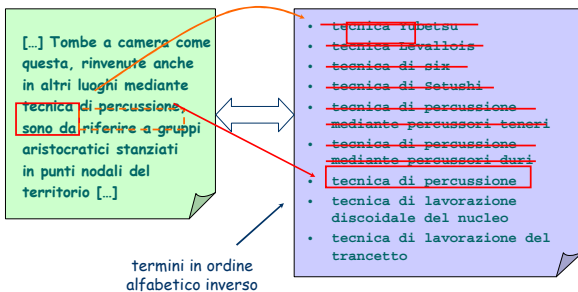 […] Tombe a camera come
questa, rinvenute anche
in altri luoghi mediante
tecnica di percussione,
sono da riferire a gruppi
aristocratici stanziati
in punti nodali del
territorio […]
• tecnica Yubetsu
• tecnica Levallois
• tecnica di six
• tecnica di Setushi
• tecnica di percussione
mediante percussori teneri
• tecnica di percussione
mediante percussori duri
• tecnica di percussione
• tecnica di lavorazione
discoidale del nucleo
• tecnica di lavorazione del
trancetto
termini in ordine
alfabetico inverso